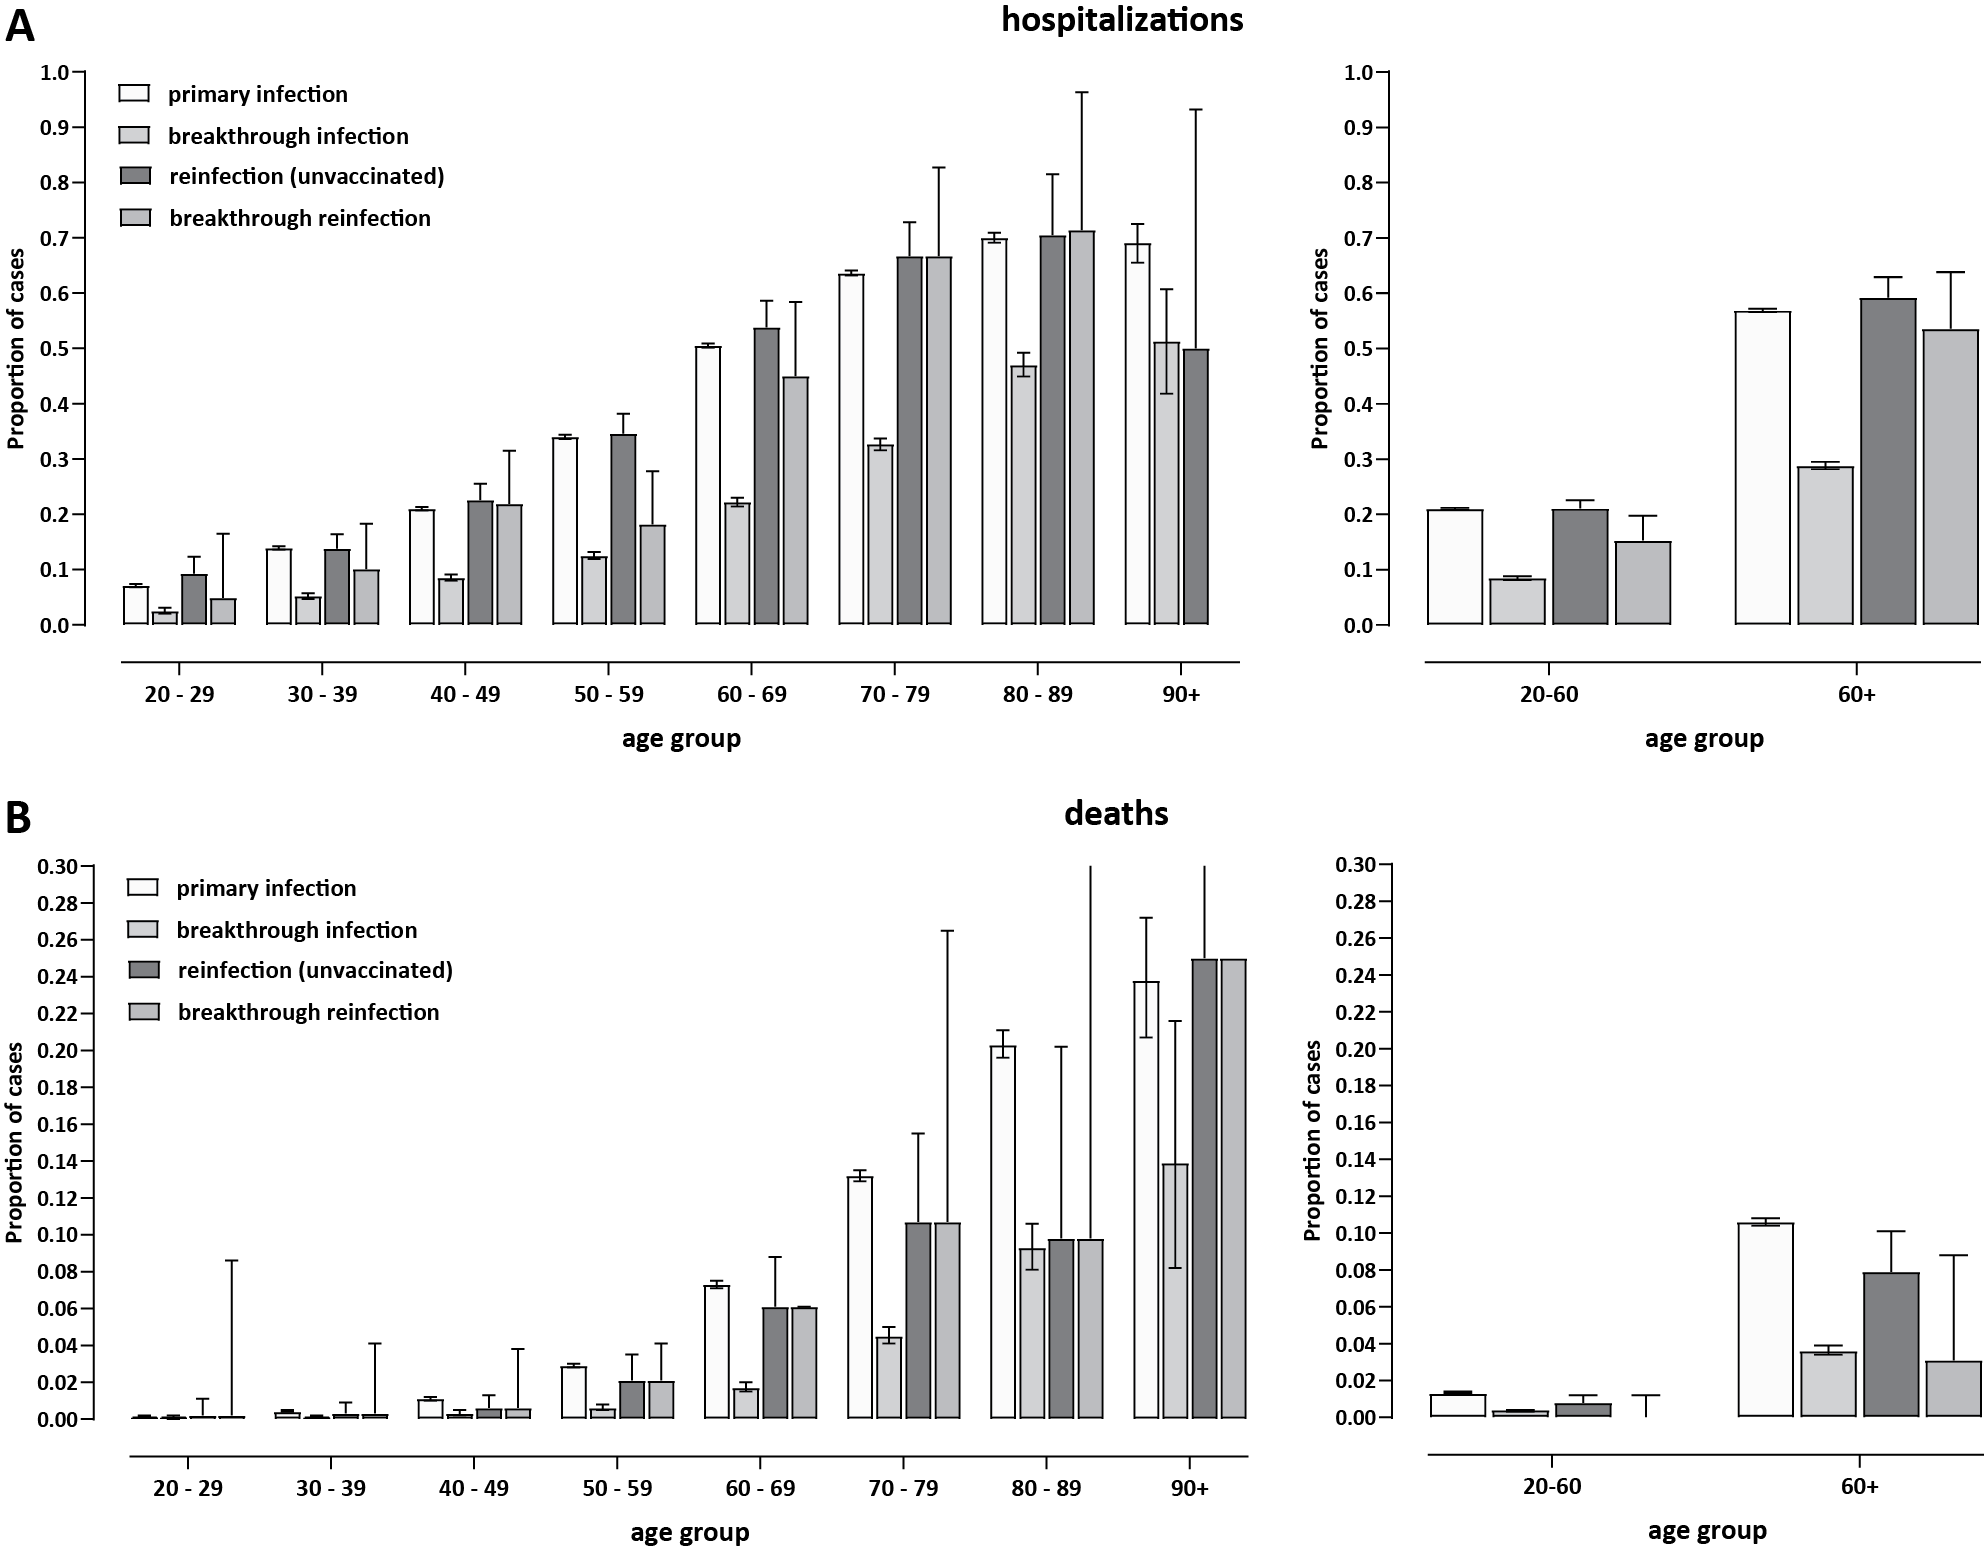 A
hospitalizations
Proportion of cases
1.0
0.9
0.8
0.7
0.6
0.5
0.4
0.3
0.2
0.1
0.0
primary infection
breakthrough infection
reinfection (unvaccinated)
breakthrough reinfection
20 - 29 30 - 39 40 - 49 50 - 59 60 - 69 70 - 79 80 - 89 90+
age group
Proportion of cases
1.0
0.9
0.8
0.7
0.6
0.5
0.4
0.3
0.2
0.1
0.0
20-60 60+
age group
B
deaths
Proportion of cases
0.30
0.28
0.26
0.24
0.22
0.20
0.18
0.16
0.14
0.12
0.10
0.08
0.06
0.04
0.02
0.00
primary infection
breakthrough infection
reinfection (unvaccinated)
breakthrough reinfection
20 - 29 30 - 39 40 - 49 50 - 59 60 - 69 70 - 79 80 - 89 90+
age group
Proportion of cases
0.30
0.28
0.26
0.24
0.22
0.20
0.18
0.16
0.14
0.12
0.10
0.08
0.06
0.04
0.02
0.00
20-60 60+
age group